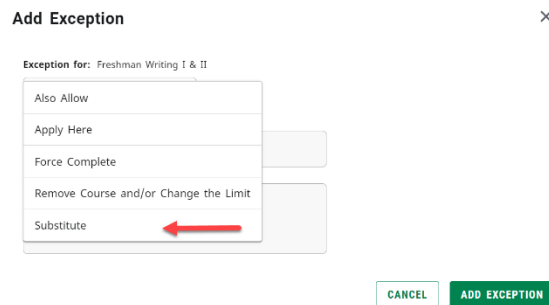 Add Exception
Exception for: Freshman Writing I & II
Also Allow
Apply Here
Force Complete
Remove Course and/or Change the Limit
Substitute
CANCEL
ADD EXCEPTION